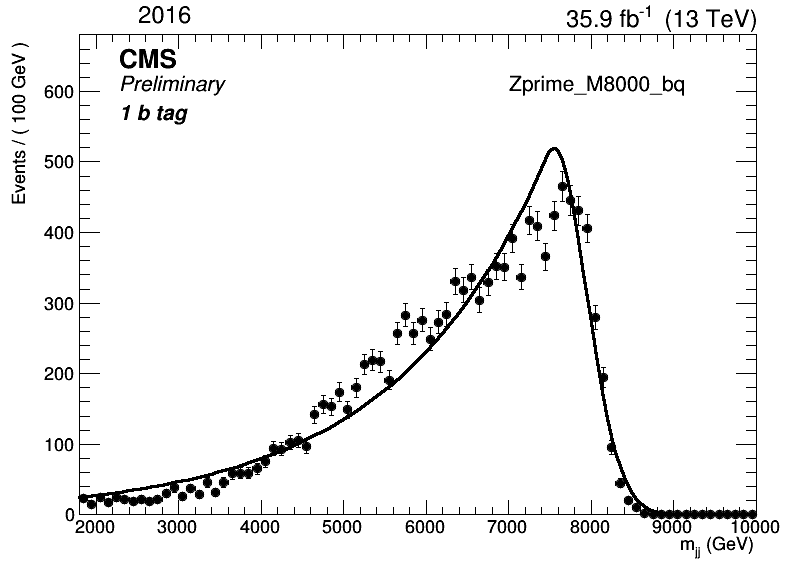 2016
35.9 fb⁻¹ (13 TeV)
CMS
Preliminary
1 b tag
Zprime_M8000_bq
Events / ( 100 GeV )
600
500
400
300
200
100
0
2000 3000 4000 5000 6000 7000 8000 9000 10000
m_jj (GeV)